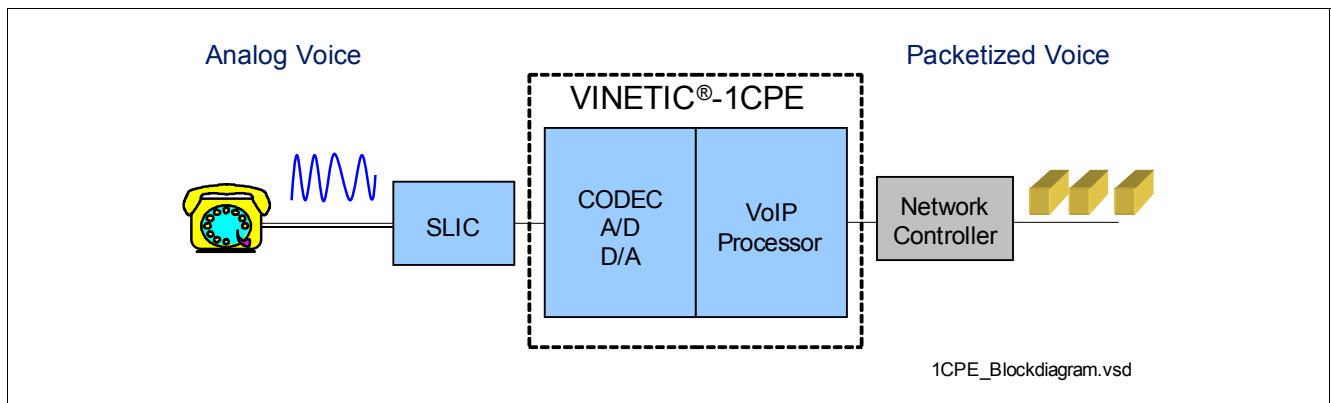 Analog Voice
Packetized Voice
VINETIC®-1CPE
SLIC
CODEC
A/D
D/A
VoIP
Processor
Network
Controller
1CPE_Blockdiagram.vsd